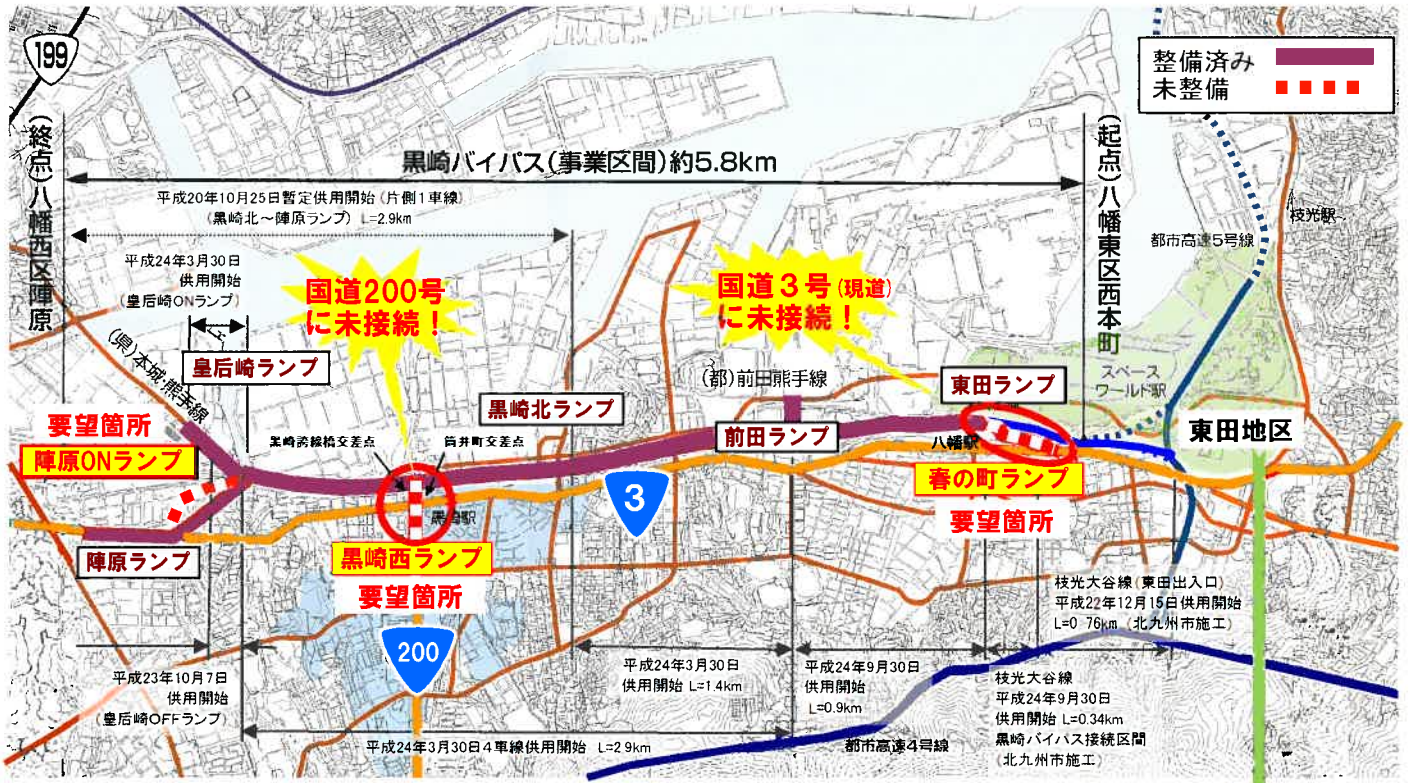 199
整備済み
未整備
(終点)八幡西区陣原
(起点)八幡東区西本町
黒崎バイパス(事業区間)約5.8km
平成20年10月25日暫定供用開始(片側1車線)
(黒崎北～陣原ランプ) L=2.9km
平成24年3月30日
供用開始
(皇后崎ONランプ)
国道200号
に未接続!
国道3号(現道)
に未接続!
都市高速5号線
枝光駅
スペース
ワールド駅
(県)本城・熊手線
皇后崎ランプ
黒崎北ランプ
(都)前田熊手線
東田ランプ
要望箇所
陣原ONランプ
黒崎跨線橋交差点
筒井町交差点
前田ランプ
八幡駅
東田地区
春の町ランプ
要望箇所
3
黒崎駅
陣原ランプ
黒崎西ランプ
要望箇所
200
枝光大谷線(東田出入口)
平成22年12月15日供用開始
L=0.76km (北九州市施工)
平成23年10月7日
供用開始
(皇后崎OFFランプ)
平成24年3月30日
供用開始 L=1.4km
平成24年9月30日
供用開始
L=0.9km
枝光大谷線
平成24年9月30日
供用開始 L=0.34km
黒崎バイパス接続区間
(北九州市施工)
平成24年3月30日4車線供用開始 L=2.9km
都市高速4号線